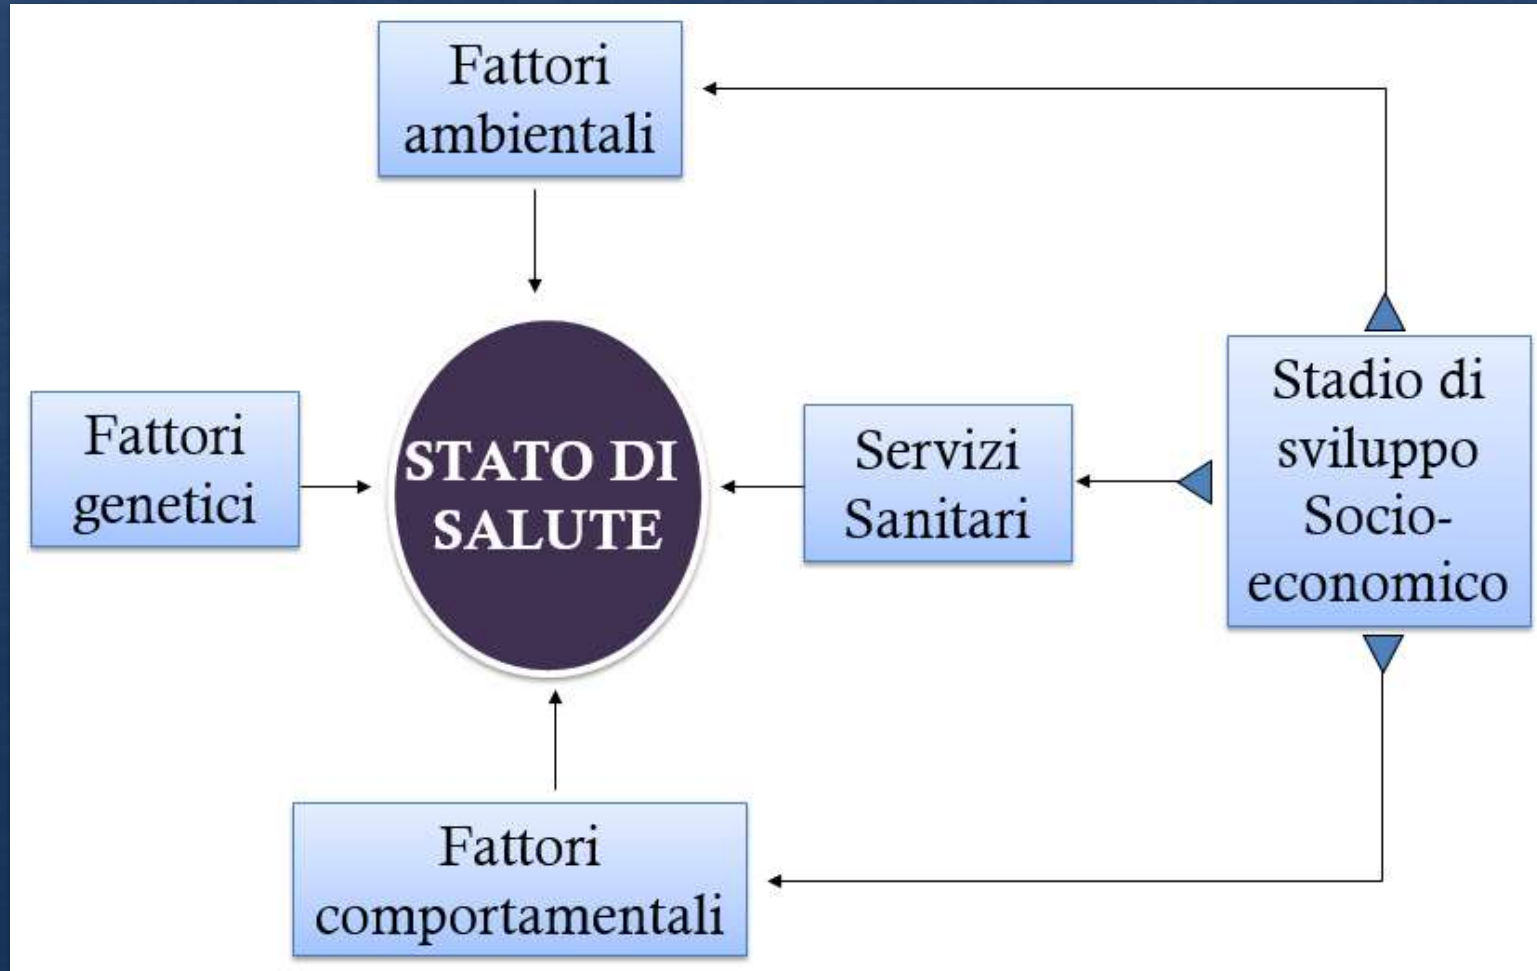 Fattori
ambientali
Fattori
genetici
STATO DI
SALUTE
Servizi
Sanitari
Stadio di
sviluppo
Socio-
economico
Fattori
comportamentali